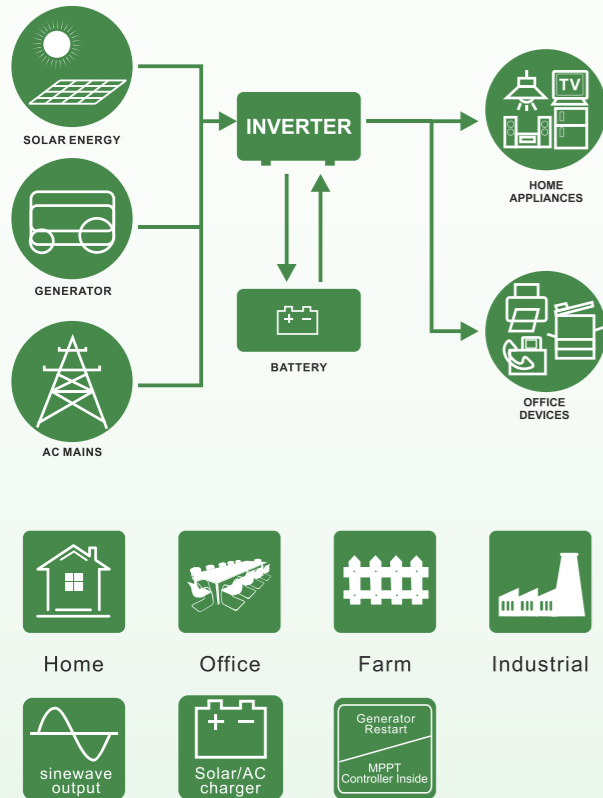 SOLAR ENERGY
INVERTER
TV
HOME
APPLIANCES
GENERATOR
+ -
BATTERY
AC MAINS
OFFICE
DEVICES
Home
Office
Farm
Industrial
sinewave
output
+ -
Solar/AC
charger
Generator
Restart
MPPT
Controller Inside